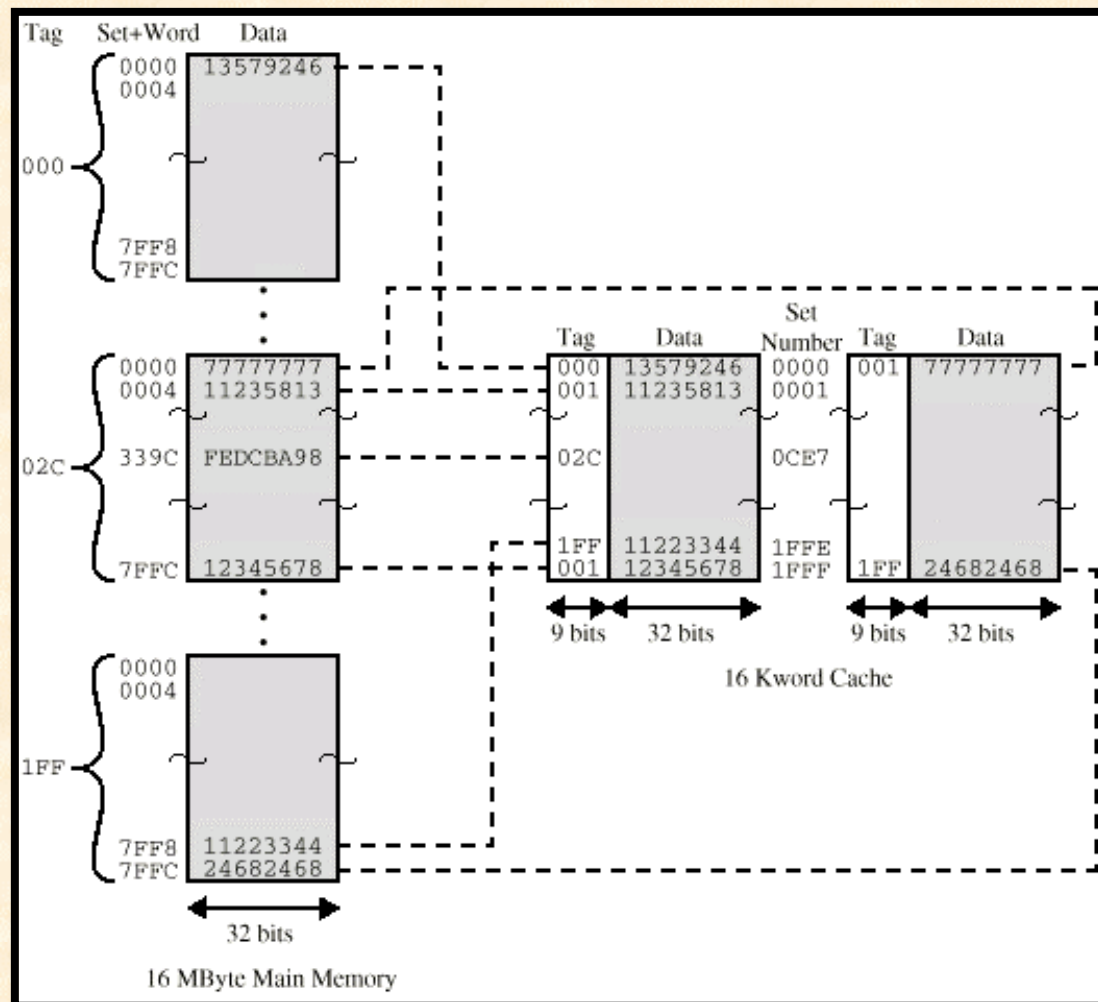 Tag Set+Word Data
0000 13579246
0004
000
7FF8
7FFC
0000 77777777
0004 11235813
02C
339C FEDCBA98
7FFC 12345678
0000
0004
1FF
7FF8 11223344
7FFC 24682468
32 bits
16 MByte Main Memory
Tag Data Set Number Tag Data
000 13579246 0000 001 77777777
001 11235813 0001
02C 0CE7
1FF 11223344 1FFE
001 12345678 1FFF 1FF 24682468
9 bits 32 bits 9 bits 32 bits
16 Kword Cache